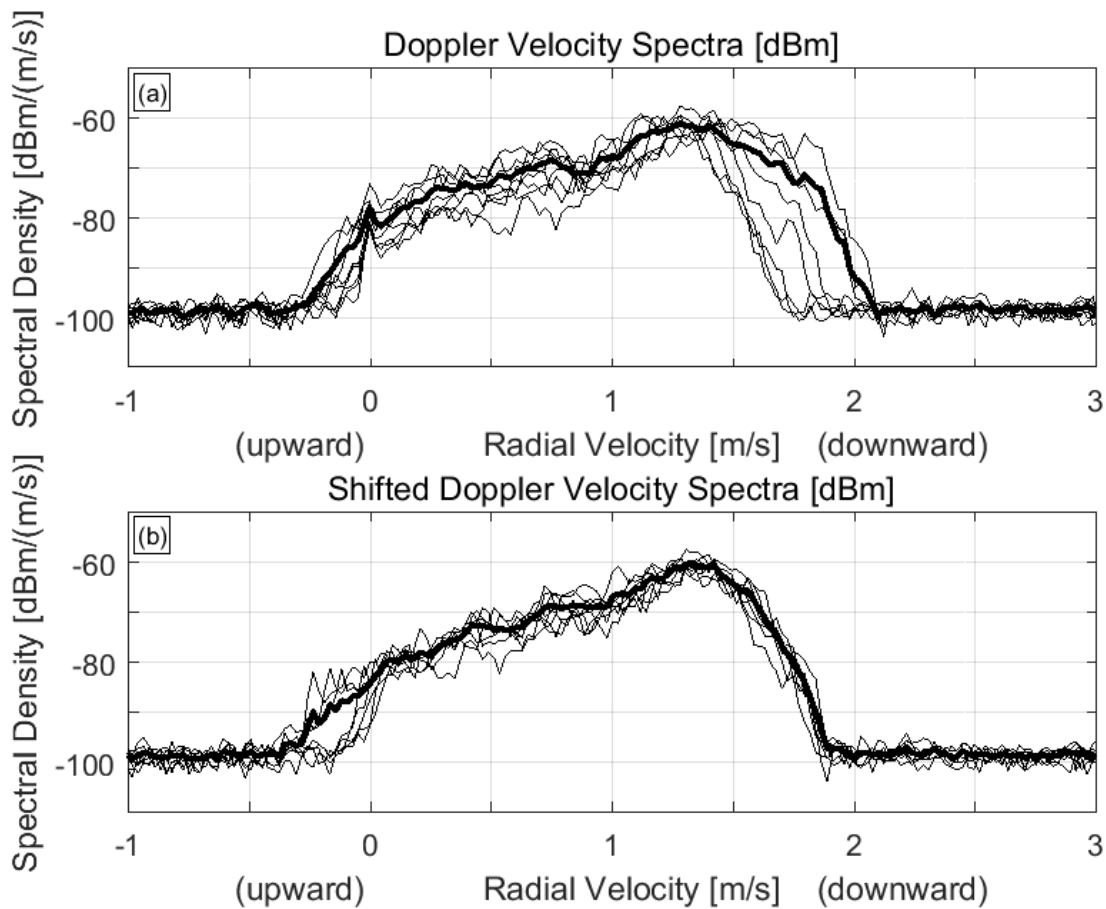 Doppler Velocity Spectra [dBm]
(a)
Spectral Density [dBm/(m/s)]
-60
-80
-100
-1 0 1 2 3
(upward) Radial Velocity [m/s] (downward)
Shifted Doppler Velocity Spectra [dBm]
(b)
Spectral Density [dBm/(m/s)]
-60
-80
-100
-1 0 1 2 3
(upward) Radial Velocity [m/s] (downward)